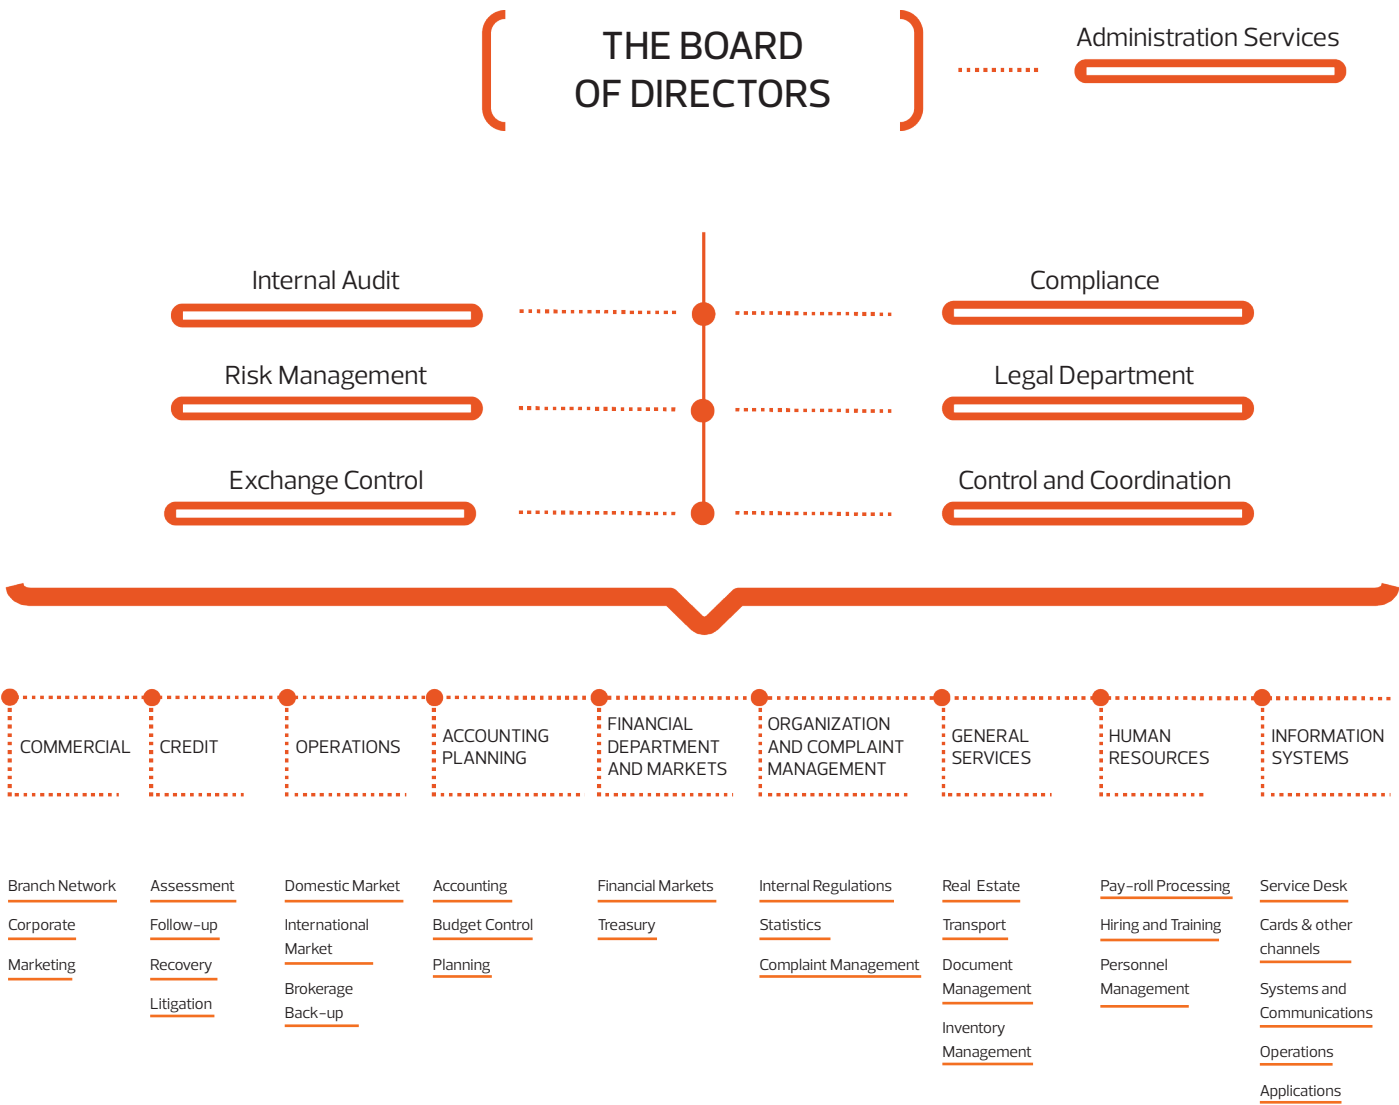 THE BOARD
OF DIRECTORS
Administration Services
Internal Audit
Compliance
Risk Management
Legal Department
Exchange Control
Control and Coordination
COMMERCIAL
CREDIT
OPERATIONS
ACCOUNTING
PLANNING
FINANCIAL
DEPARTMENT
AND MARKETS
ORGANIZATION
AND COMPLAINT
MANAGEMENT
GENERAL
SERVICES
HUMAN
RESOURCES
INFORMATION
SYSTEMS
Branch Network
Corporate
Marketing
Assessment
Follow-up
Recovery
Litigation
Domestic Market
International
Market
Brokerage
Back-up
Accounting
Budget Control
Planning
Financial Markets
Treasury
Internal Regulations
Statistics
Complaint Management
Real Estate
Transport
Document
Management
Inventory
Management
Pay-roll Processing
Hiring and Training
Personnel
Management
Service Desk
Cards & other
channels
Systems and
Communications
Operations
Applications